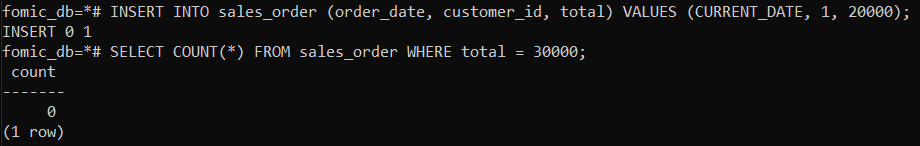 fomic_db=*# INSERT INTO sales_order (order_date, customer_id, total) VALUES (CURRENT_DATE, 1, 20000);
INSERT 0 1
fomic_db=*# SELECT COUNT(*) FROM sales_order WHERE total = 30000;
 count
-------
     0
(1 row)